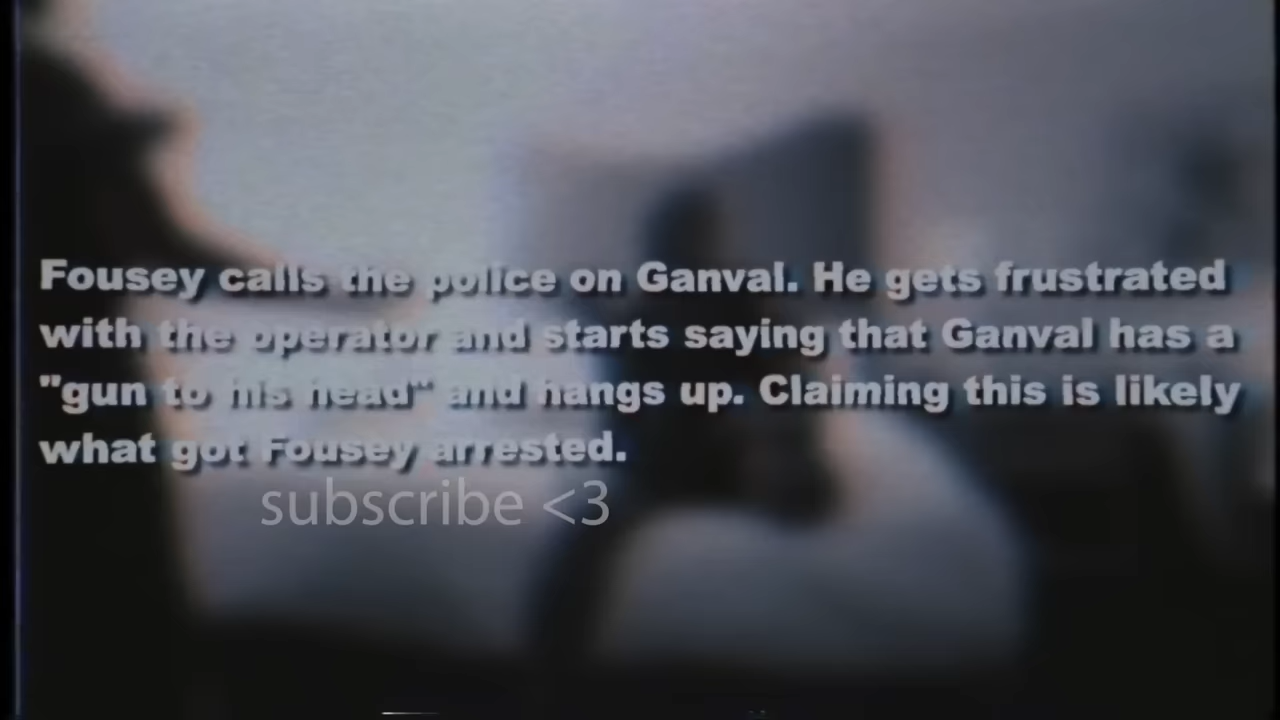 Fousey calls the police on Ganval. He gets frustrated
with the operator and starts saying that Ganval has a
"gun to his head" and hangs up. Claiming this is likely
what got Fousey arrested.
subscribe <3